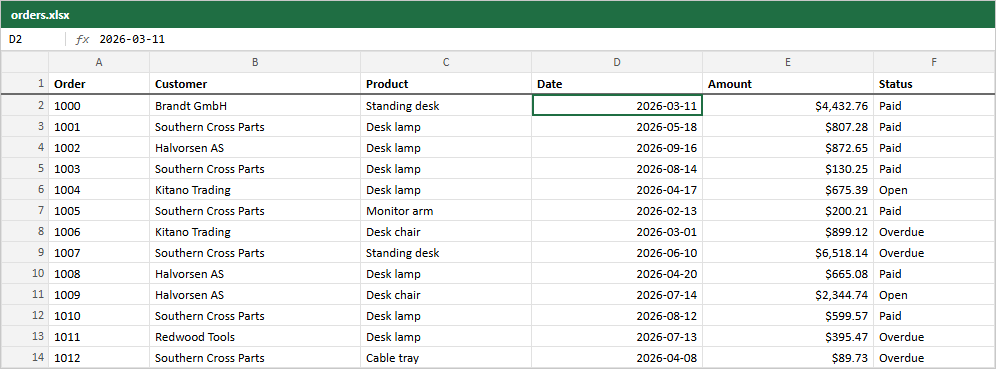 orders.xlsx
D2 fx 2026-03-11
A B C D E F
1 Order Customer Product Date Amount Status
2 1000 Brandt GmbH Standing desk 2026-03-11 $4,432.76 Paid
3 1001 Southern Cross Parts Desk lamp 2026-05-18 $807.28 Paid
4 1002 Halvorsen AS Desk lamp 2026-09-16 $872.65 Paid
5 1003 Southern Cross Parts Desk lamp 2026-08-14 $130.25 Paid
6 1004 Kitano Trading Desk lamp 2026-04-17 $675.39 Open
7 1005 Southern Cross Parts Monitor arm 2026-02-13 $200.21 Paid
8 1006 Kitano Trading Desk chair 2026-03-01 $899.12 Overdue
9 1007 Southern Cross Parts Standing desk 2026-06-10 $6,518.14 Overdue
10 1008 Halvorsen AS Desk lamp 2026-04-20 $665.08 Paid
11 1009 Halvorsen AS Desk chair 2026-07-14 $2,344.74 Open
12 1010 Southern Cross Parts Desk lamp 2026-08-12 $599.57 Paid
13 1011 Redwood Tools Desk lamp 2026-07-13 $395.47 Overdue
14 1012 Southern Cross Parts Cable tray 2026-04-08 $89.73 Overdue